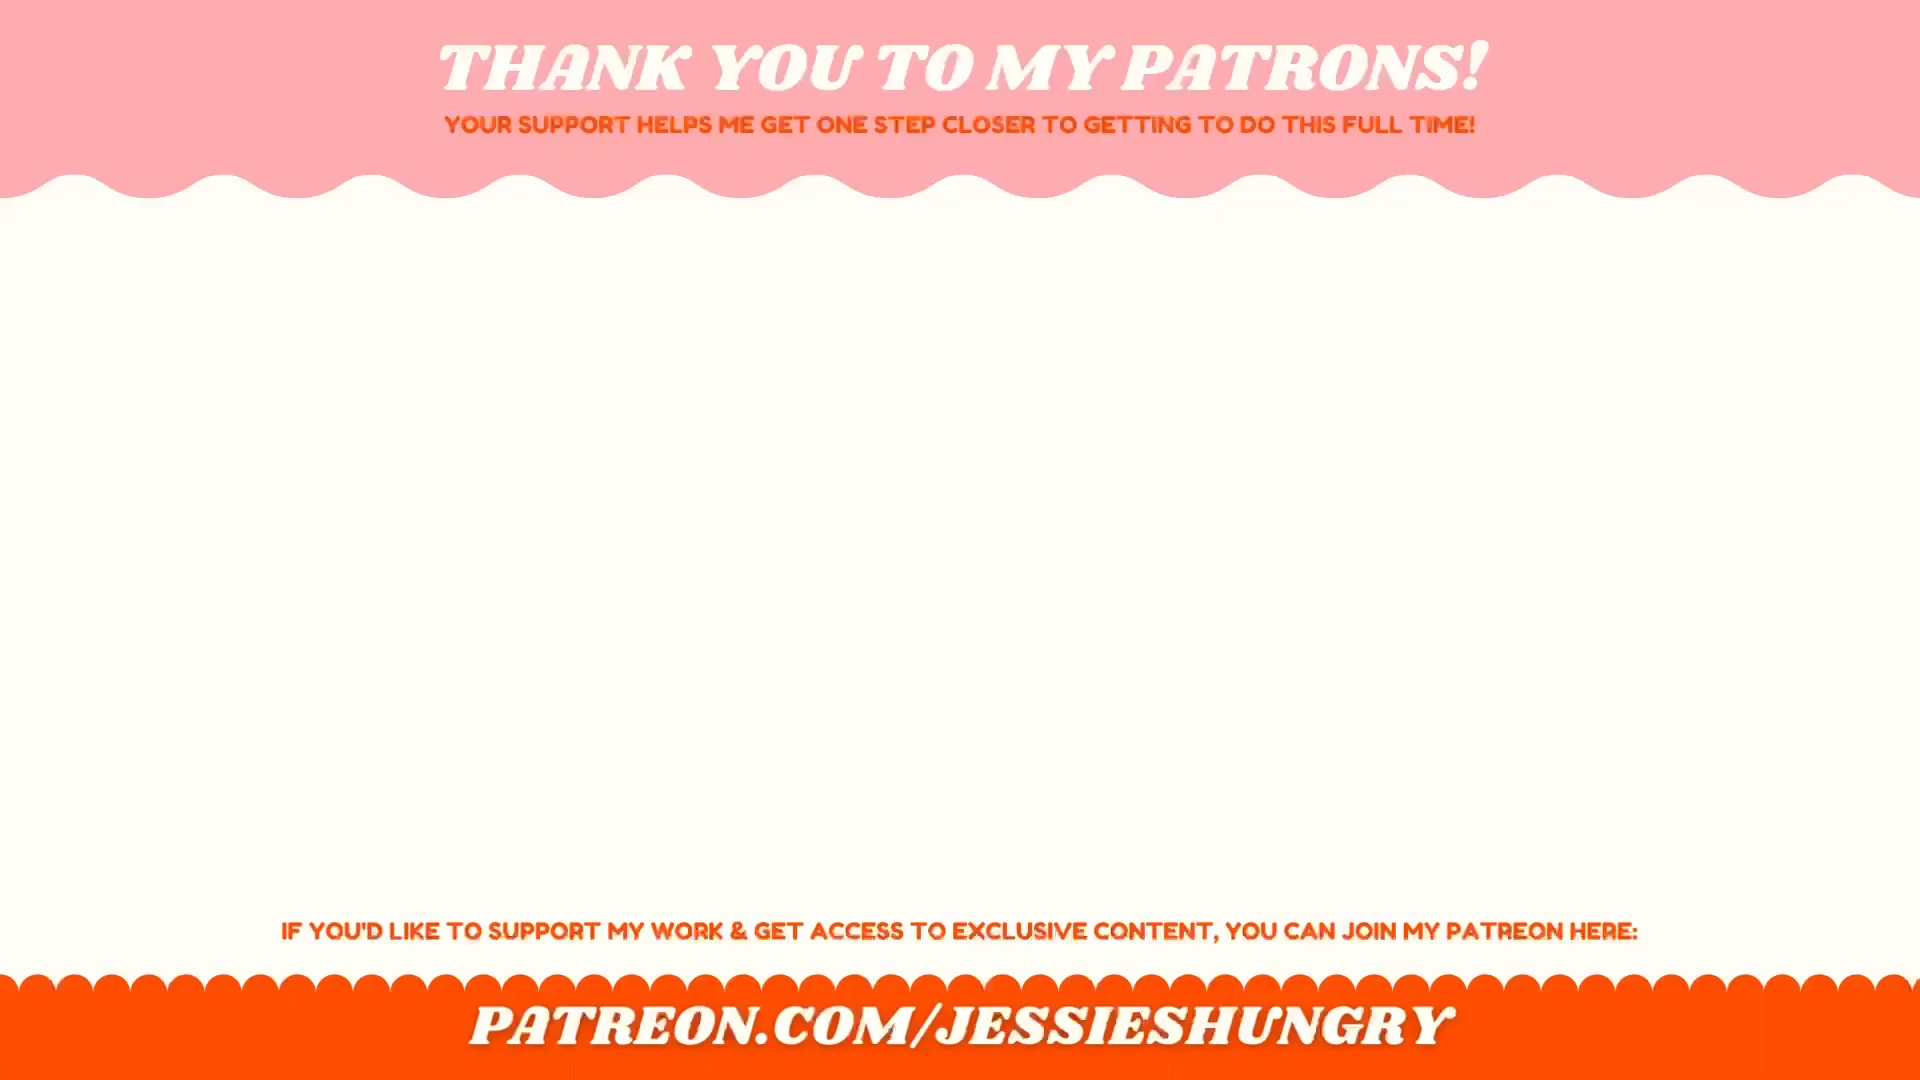 THANK YOU TO MY PATRONS!
YOUR SUPPORT HELPS ME GET ONE STEP CLOSER TO GETTING TO DO THIS FULL TIME!
IF YOU'D LIKE TO SUPPORT MY WORK & GET ACCESS TO EXCLUSIVE CONTENT, YOU CAN JOIN MY PATREON HERE:
PATREON.COM/JESSIESHUNGRY